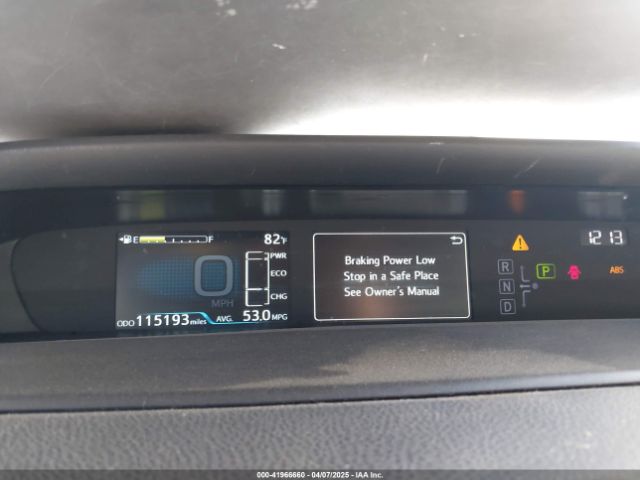 E F 82°F
PWR
ECO
CHG
0
MPH
ODO 115193 miles AVG. 53.0 MPG
Braking Power Low
Stop in a Safe Place
See Owner's Manual
12:13
R
N
D
P
ABS
000-41966660 - 04/07/2025 - IAA Inc.